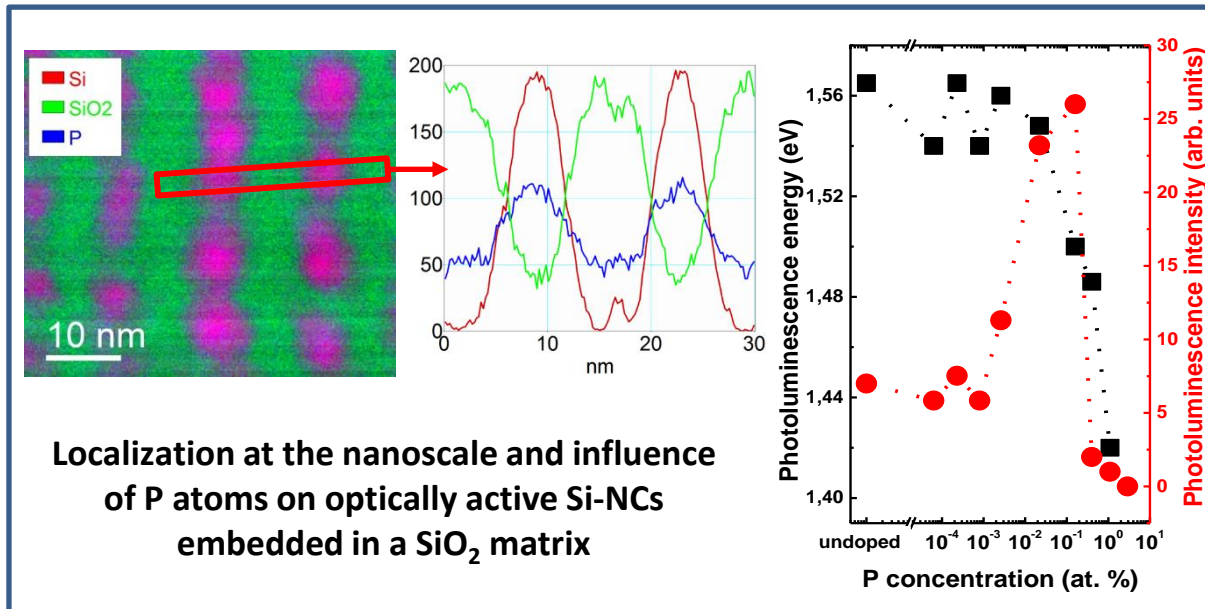 Si
SiO2
P
10 nm
200
150
100
50
0
0 10 20 30
nm
Photoluminescence energy (eV)
1,56
1,52
1,48
1,44
1,40
30
25
20
15
10
5
0
Photoluminescence intensity (arb. units)
undoped 10⁻⁴ 10⁻³ 10⁻² 10⁻¹ 10⁰ 10¹
P concentration (at. %)
Localization at the nanoscale and influence
of P atoms on optically active Si-NCs
embedded in a SiO₂ matrix